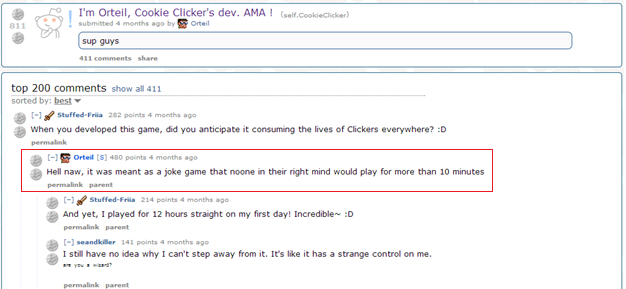 I'm Orteil, Cookie Clicker's dev. AMA ! (self.CookieClicker)
811
submitted 4 months ago by Orteil
sup guys
411 comments share
top 200 comments show all 411
sorted by: best
[–] Stuffed-Friia 282 points 4 months ago
When you developed this game, did you anticipate it consuming the lives of Clickers everywhere? :D
permalink
[–] Orteil [S] 480 points 4 months ago
Hell naw, it was meant as a joke game that noone in their right mind would play for more than 10 minutes
permalink parent
[–] Stuffed-Friia 214 points 4 months ago
And yet, I played for 12 hours straight on my first day! Incredible~ :D
permalink parent
[–] seandkiller 141 points 4 months ago
I still have no idea why I can't step away from it. It's like it has a strange control on me.
are you a wizard?
permalink parent